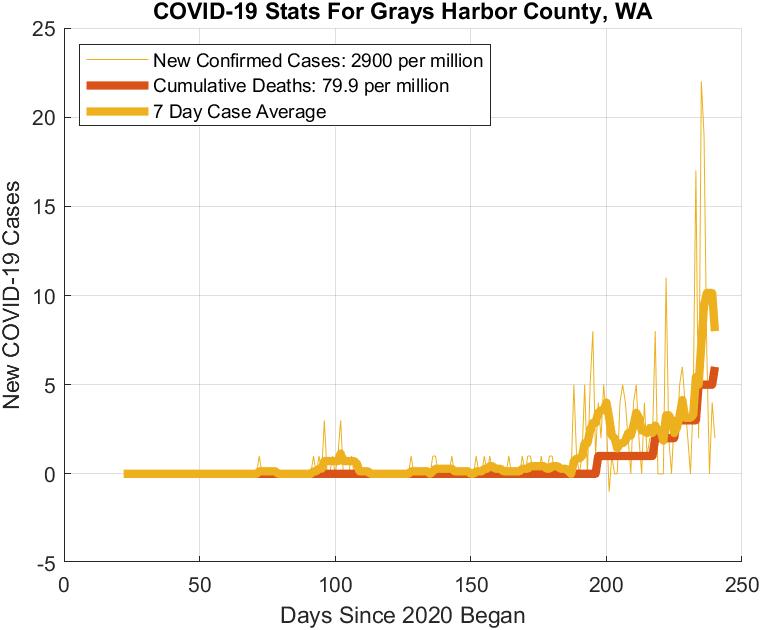 COVID-19 Stats For Grays Harbor County, WA
25
20
15
10
5
0
-5
New COVID-19 Cases
New Confirmed Cases: 2900 per million
Cumulative Deaths: 79.9 per million
7 Day Case Average
0 50 100 150 200 250
Days Since 2020 Began